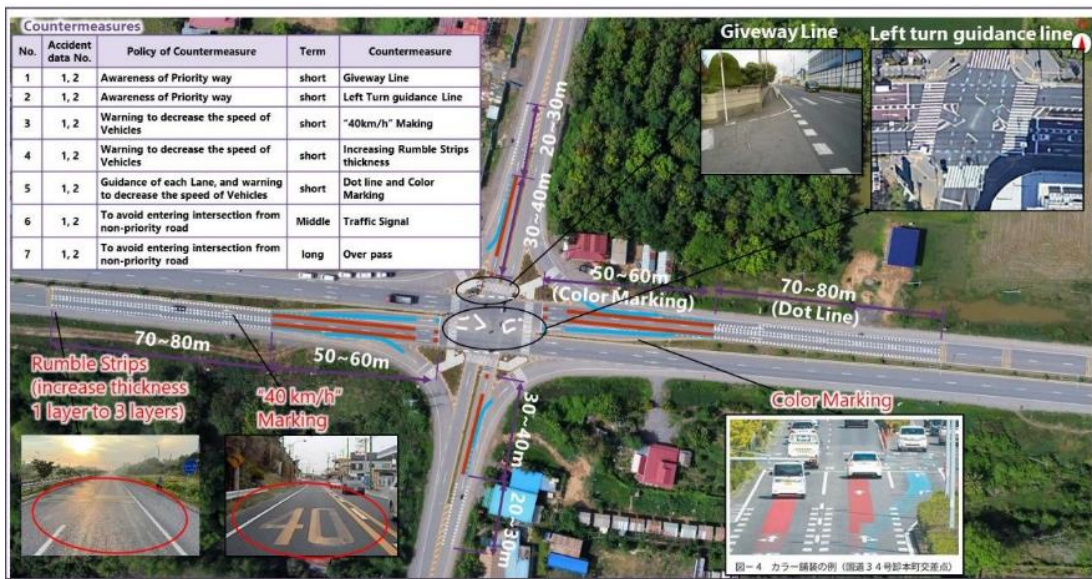 Countermeasures
No. Accident data No. Policy of Countermeasure Term Countermeasure
1 1, 2 Awareness of Priority way short Giveway Line
2 1, 2 Awareness of Priority way short Left Turn guidance Line
3 1, 2 Warning to decrease the speed of Vehicles short "40km/h" Making
4 1, 2 Warning to decrease the speed of Vehicles short Increasing Rumble Strips thickness
5 1, 2 Guidance of each Lane, and warning to decrease the speed of Vehicles short Dot line and Color Marking
6 1, 2 To avoid entering intersection from non-priority road Middle Traffic Signal
7 1, 2 To avoid entering intersection from non-priority road long Over pass
Giveway Line
Left turn guidance line
20~30m
30~40m
50~60m
(Color Marking)
70~80m
(Dot Line)
70~80m
50~60m
Rumble Strips
(increase thickness
1 layer to 3 layers)
"40 km/h"
Marking
30~40m
20~30m
Color Marking
40
図-4 カラー舗装の例(国道34号卸本町交差点)